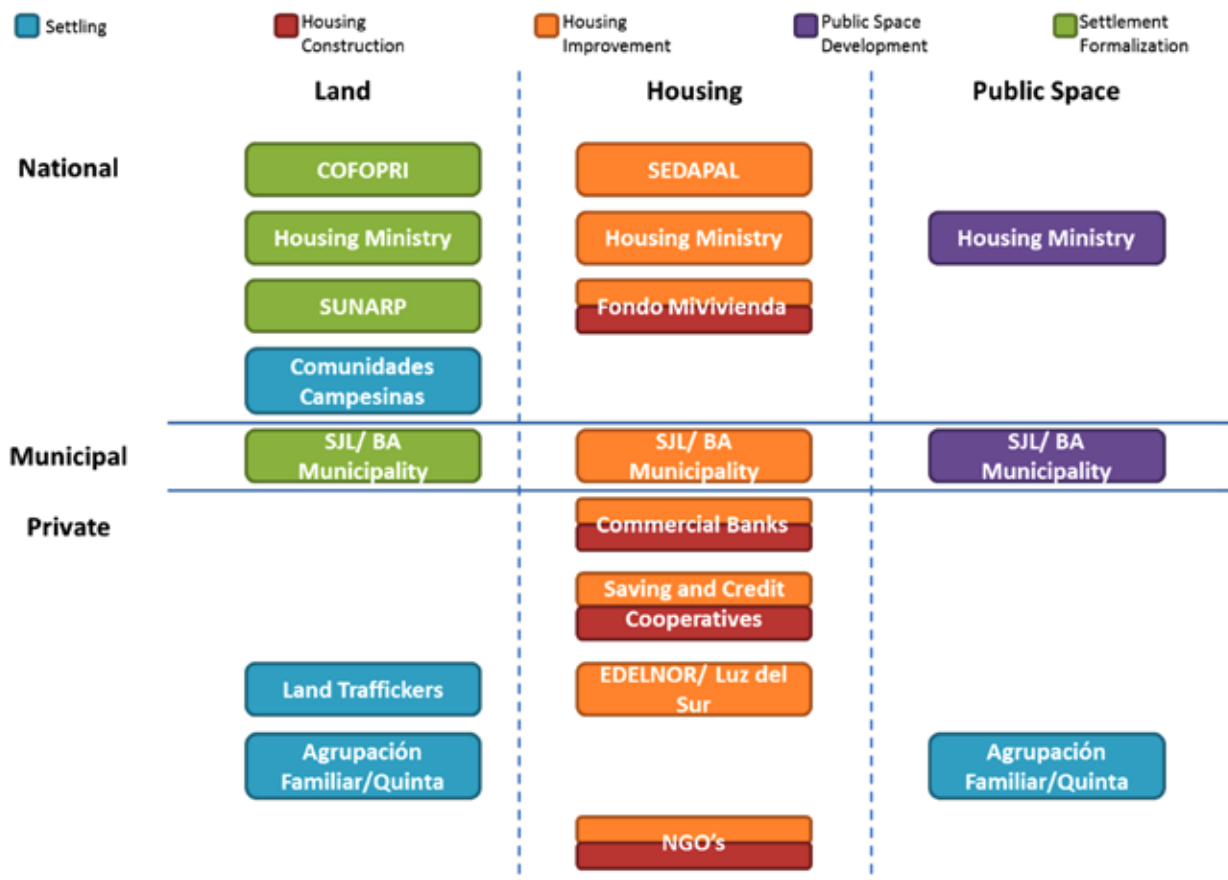 Settling
Housing
Construction
Housing
Improvement
Public Space
Development
Settlement
Formalization
Land
Housing
Public Space
National
COFOPRI
SEDAPAL
Housing Ministry
Housing Ministry
Housing Ministry
SUNARP
Fondo MiVivienda
Comunidades
Campesinas
Municipal
SJL/ BA
Municipality
SJL/ BA
Municipality
SJL/ BA
Municipality
Private
Commercial Banks
Saving and Credit
Cooperatives
Land Traffickers
EDELNOR/ Luz del
Sur
Agrupación
Familiar/Quinta
Agrupación
Familiar/Quinta
NGO's